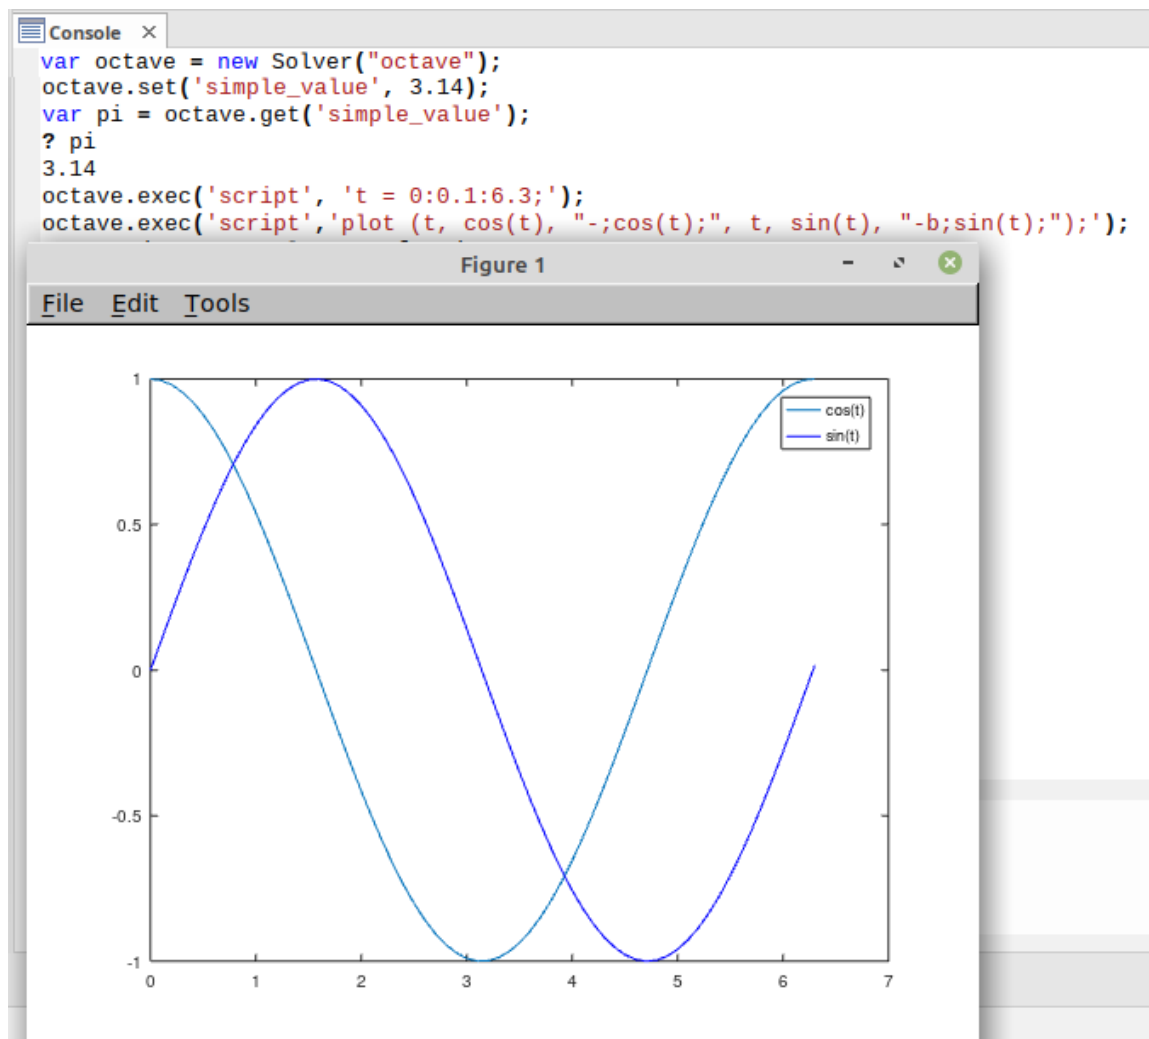 Console
var octave = new Solver("octave");
octave.set('simple_value', 3.14);
var pi = octave.get('simple_value');
? pi
3.14
octave.exec('script', 't = 0:0.1:6.3;');
octave.exec('script','plot (t, cos(t), "-;cos(t);", t, sin(t), "-b;sin(t);");');
Figure 1
File Edit Tools
1
cos(t)
sin(t)
0.5
0
-0.5
-1
0 1 2 3 4 5 6 7